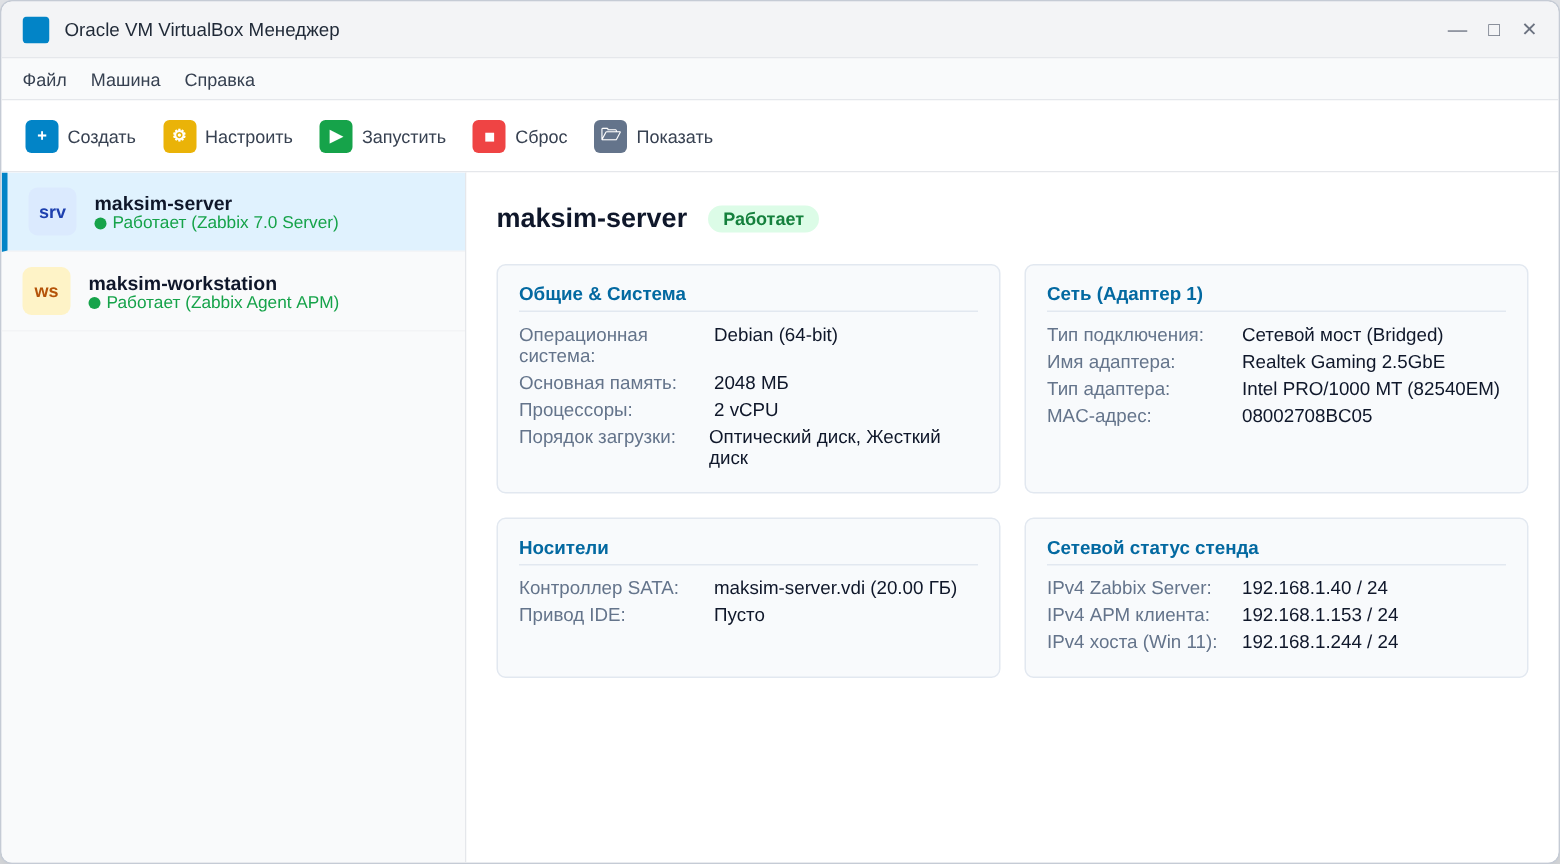 Oracle VM VirtualBox Менеджер
Файл Машина Справка
+ Создать ⚙ Настроить ▶ Запустить ■ Сброс Показать
srv
maksim-server
Работает (Zabbix 7.0 Server)
ws
maksim-workstation
Работает (Zabbix Agent АРМ)
maksim-server Работает
Общие & Система
Операционная система: Debian (64-bit)
Основная память: 2048 МБ
Процессоры: 2 vCPU
Порядок загрузки: Оптический диск, Жесткий
диск
Сеть (Адаптер 1)
Тип подключения: Сетевой мост (Bridged)
Имя адаптера: Realtek Gaming 2.5GbE
Тип адаптера: Intel PRO/1000 MT (82540EM)
MAC-адрес: 08002708BC05
Носители
Контроллер SATA: maksim-server.vdi (20.00 ГБ)
Привод IDE: Пусто
Сетевой статус стенда
IPv4 Zabbix Server: 192.168.1.40 / 24
IPv4 АРМ клиента: 192.168.1.153 / 24
IPv4 хоста (Win 11): 192.168.1.244 / 24